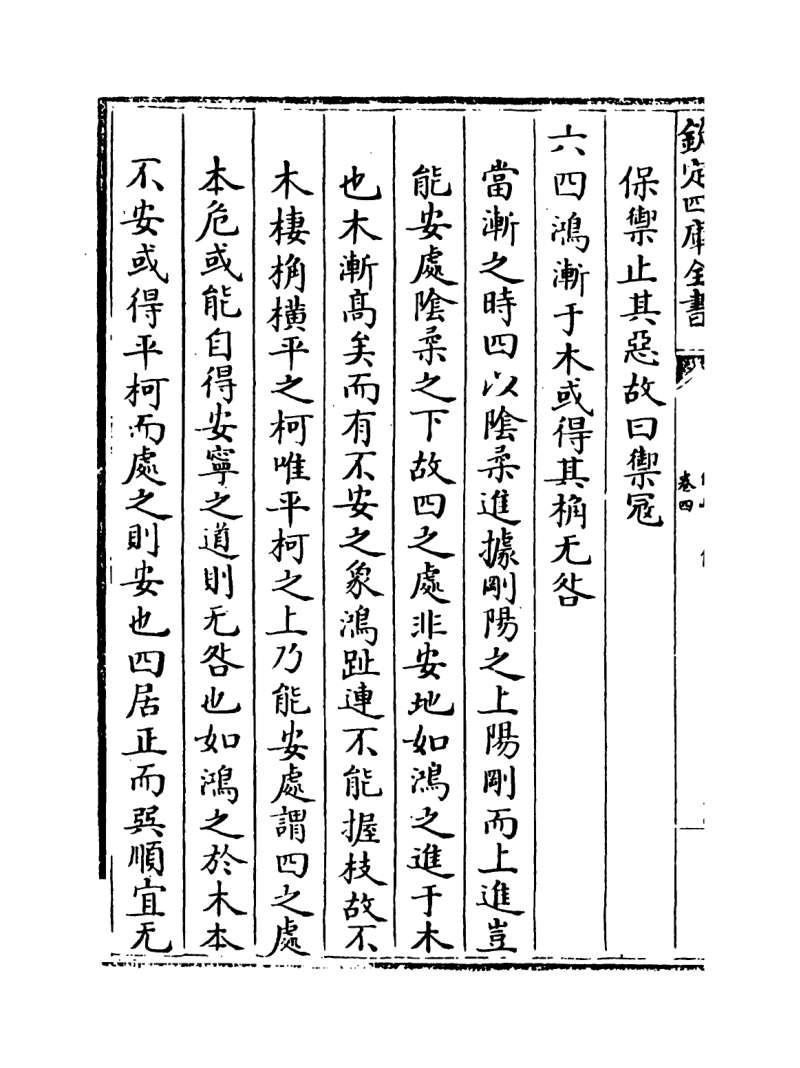 欽定四庫全書
卷四
保禦止其惡故曰禦冦
六四鴻漸于木或得其桷无咎
當漸之時四以陰柔進據剛陽之上陽剛而上進豈
能安處陰柔之下故四之處非安地如鴻之進于木
也木漸高矣而有不安之象鴻趾連不能握枝故不
木棲桷橫平之柯唯平柯之上乃能安處謂四之處
本危或能自得安寧之道則无咎也如鴻之於木本
不安或得平柯而處之則安也四居正而巽順宜无